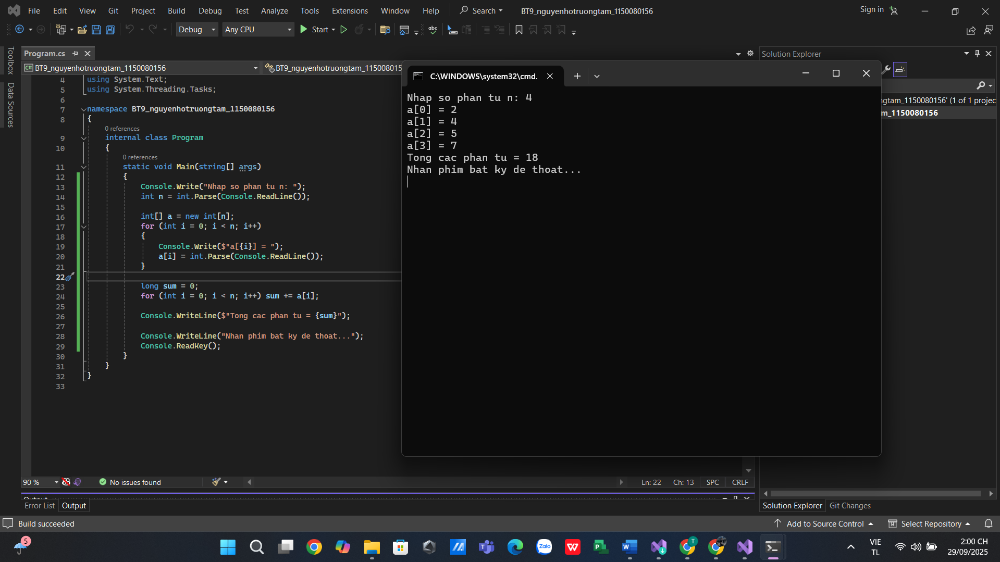 File Edit View Git Project Build Debug Test Analyze Tools Extensions Window Help Search BT9_nguyenhotruongtam_1150080156 Sign in
Debug Any CPU Start
Toolbox
Data Sources
Program.cs
BT9_nguyenhotruongtam_1150080156 BT9_nguyenhotruongtam_115008015
4 using System.Text;
5 using System.Threading.Tasks;
6
7 namespace BT9_nguyenhotruongtam_1150080156
8 {
0 references
9 internal class Program
10 {
0 references
11 static void Main(string[] args)
12 {
13 Console.Write("Nhap so phan tu n: ");
14 int n = int.Parse(Console.ReadLine());
15
16 int[] a = new int[n];
17 for (int i = 0; i < n; i++)
18 {
19 Console.Write($"a[{i}] = ");
20 a[i] = int.Parse(Console.ReadLine());
21 }
22
23 long sum = 0;
24 for (int i = 0; i < n; i++) sum += a[i];
25
26 Console.WriteLine($"Tong cac phan tu = {sum}");
27
28 Console.WriteLine("Nhan phim bat ky de thoat...");
29 Console.ReadKey();
30 }
31 }
32 }
33
C:\WINDOWS\system32\cmd.
Nhap so phan tu n: 4
a[0] = 2
a[1] = 4
a[2] = 5
a[3] = 7
Tong cac phan tu = 18
Nhan phim bat ky de thoat...
Solution Explorer
ngtam_1150080156' (1 of 1 projec
m_1150080156
90 % No issues found Ln: 22 Ch: 13 SPC CRLF
Output
Error List Output
Solution Explorer Git Changes
Build succeeded Add to Source Control Select Repository
5
Zalo
T
VIE
TL
2:00 CH
29/09/2025